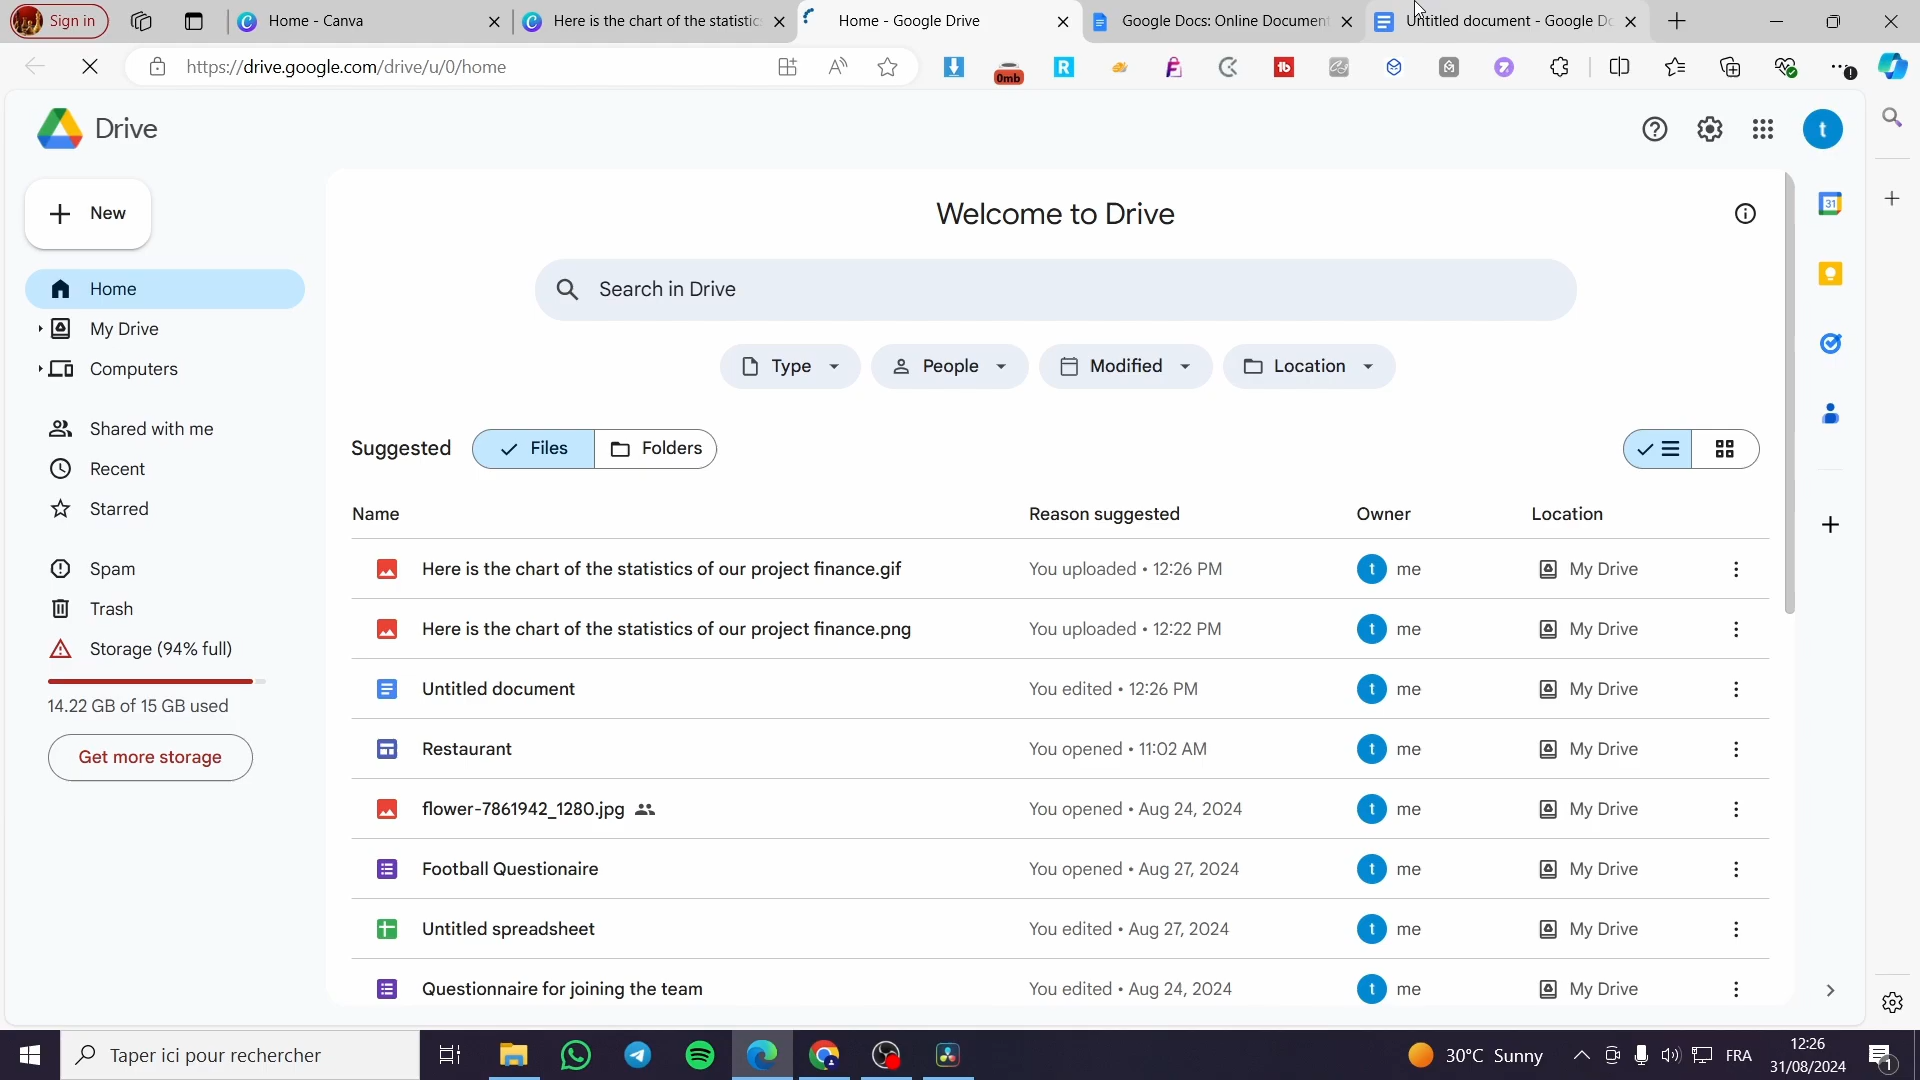 Sign in
Home - Canva
Here is the chart of the statistic
Home - Google Drive
Google Docs: Online Documen
Untitled document - Google Do
https://drive.google.com/drive/u/0/home
0mb
Drive
New
Home
My Drive
Computers
Shared with me
Recent
Starred
Spam
Trash
Storage (94% full)
14.22 GB of 15 GB used
Get more storage
Welcome to Drive
Search in Drive
Type
People
Modified
Location
Suggested
Files
Folders
Name Reason suggested Owner Location
Here is the chart of the statistics of our project finance.gif You uploaded • 12:26 PM t me My Drive
Here is the chart of the statistics of our project finance.png You uploaded • 12:22 PM t me My Drive
Untitled document You edited • 12:26 PM t me My Drive
Restaurant You opened • 11:02 AM t me My Drive
flower-7861942_1280.jpg You opened • Aug 24, 2024 t me My Drive
Football Questionaire You opened • Aug 27, 2024 t me My Drive
Untitled spreadsheet You edited • Aug 27, 2024 t me My Drive
Questionnaire for joining the team You edited • Aug 24, 2024 t me My Drive
t
31
Taper ici pour rechercher
30°C Sunny
FRA
12:26
31/08/2024
1